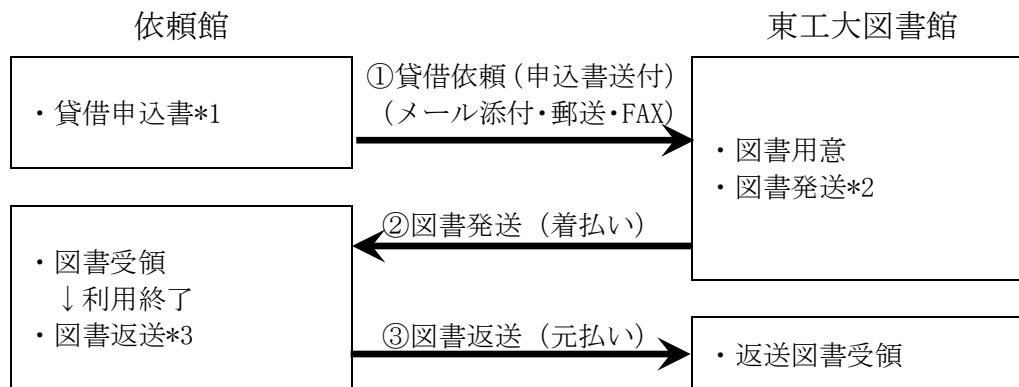 依頼館
東工大図書館
・貸借申込書*1
①貸借依頼(申込書送付)
(メール添付・郵送・FAX)
・図書用意
・図書発送*2
②図書発送 (着払い)
・図書受領
↓利用終了
・図書返送*3
③図書返送 (元払い)
・返送図書受領